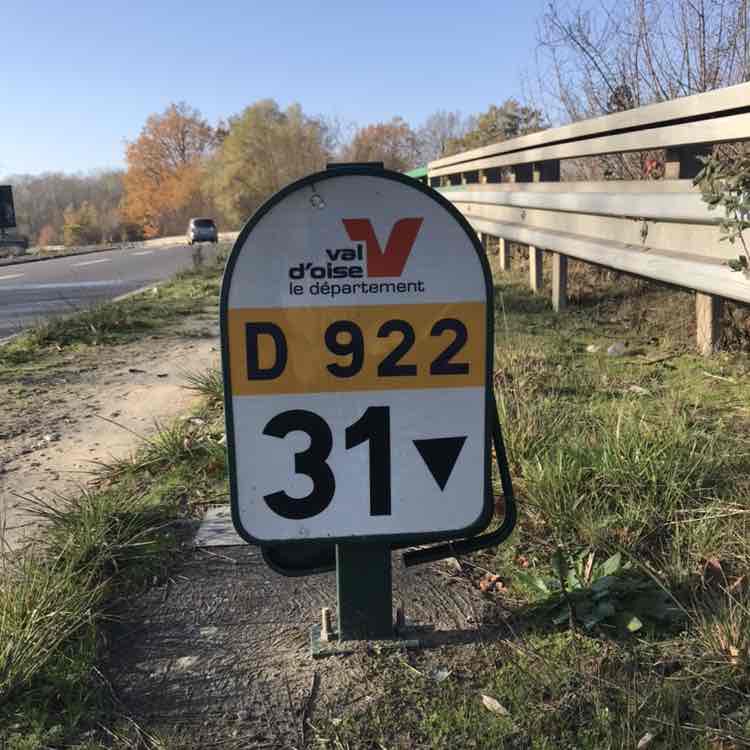 val
d'oise
le département
D 922
31